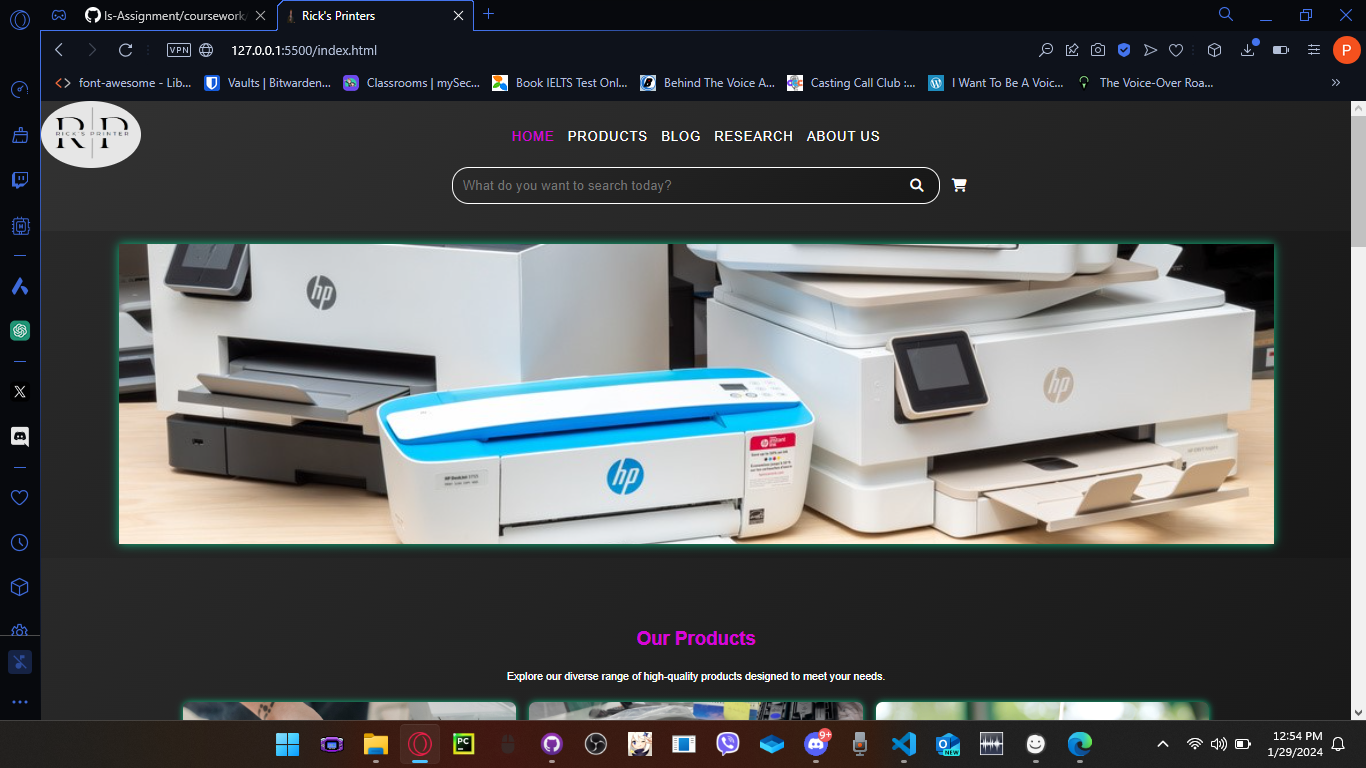 Is-Assignment/coursework
Rick's Printers
VPN
127.0.0.1:5500/index.html
P
font-awesome - Lib...
Vaults | Bitwarden...
Classrooms | mySec...
Book IELTS Test Onl...
Behind The Voice A...
Casting Call Club :...
I Want To Be A Voic...
The Voice-Over Roa...
»
R P
RICK'S PRINTER
HOME PRODUCTS BLOG RESEARCH ABOUT US
What do you want to search today?
hp
hp
hp
Our Products
Explore our diverse range of high-quality products designed to meet your needs.
PC
9+
NEW
12:54 PM
1/29/2024